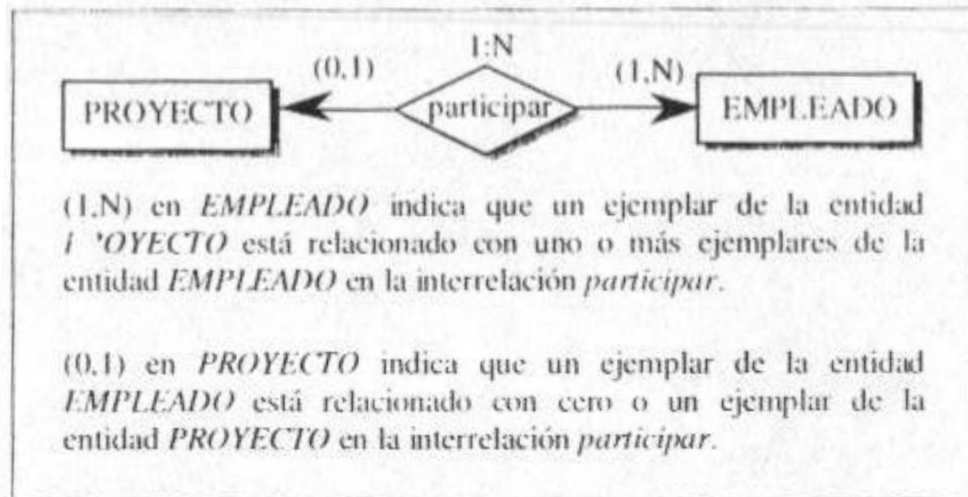 1:N
(0,1) (1,N)
PROYECTO participar EMPLEADO
(1,N) en EMPLEADO indica que un ejemplar de la entidad
OYECTO está relacionado con uno o más ejemplares de la
entidad EMPLEADO en la interrelación participar.
(0,1) en PROYECTO indica que un ejemplar de la entidad
EMPLEADO está relacionado con cero o un ejemplar de la
entidad PROYECTO en la interrelación participar.